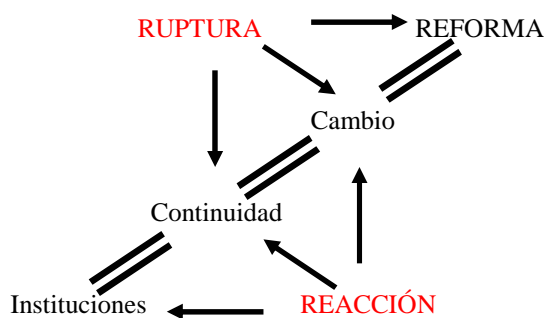 RUPTURA
REFORMA
Cambio
Continuidad
Instituciones
REACCIÓN